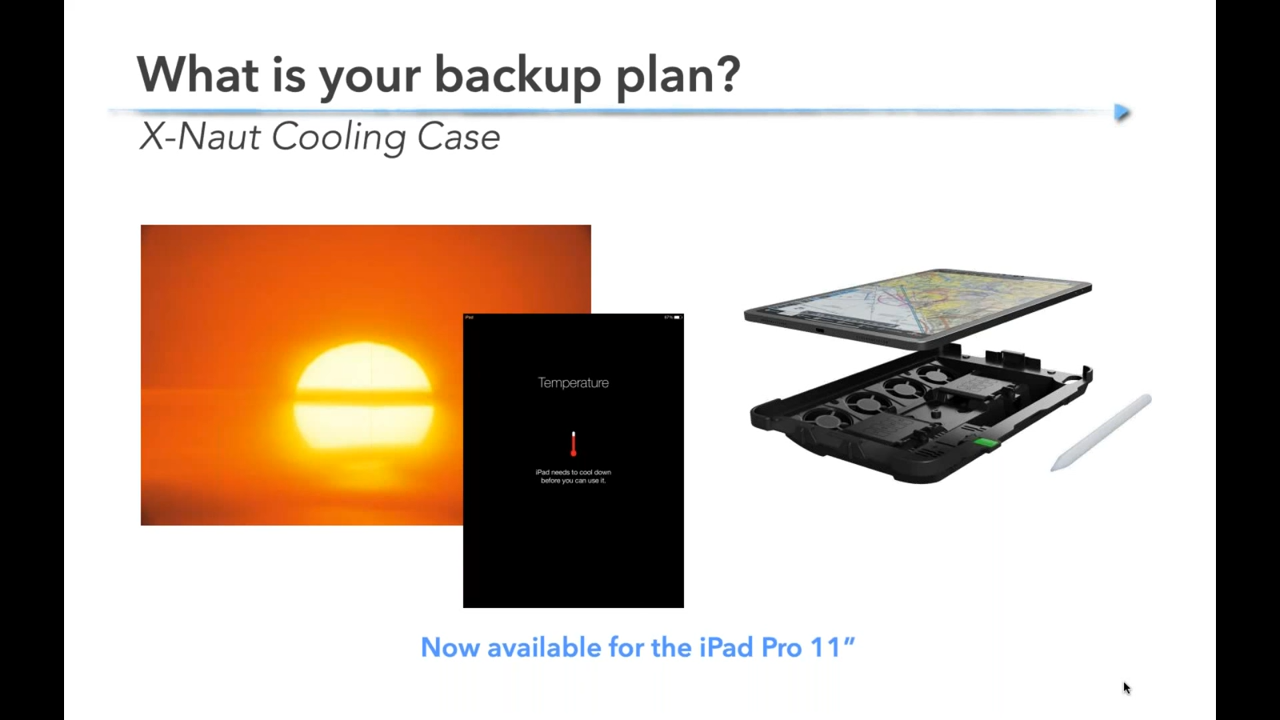 What is your backup plan?
X-Naut Cooling Case
iPad
Temperature
iPad needs to cool down
before you can use it.
Now available for the iPad Pro 11”